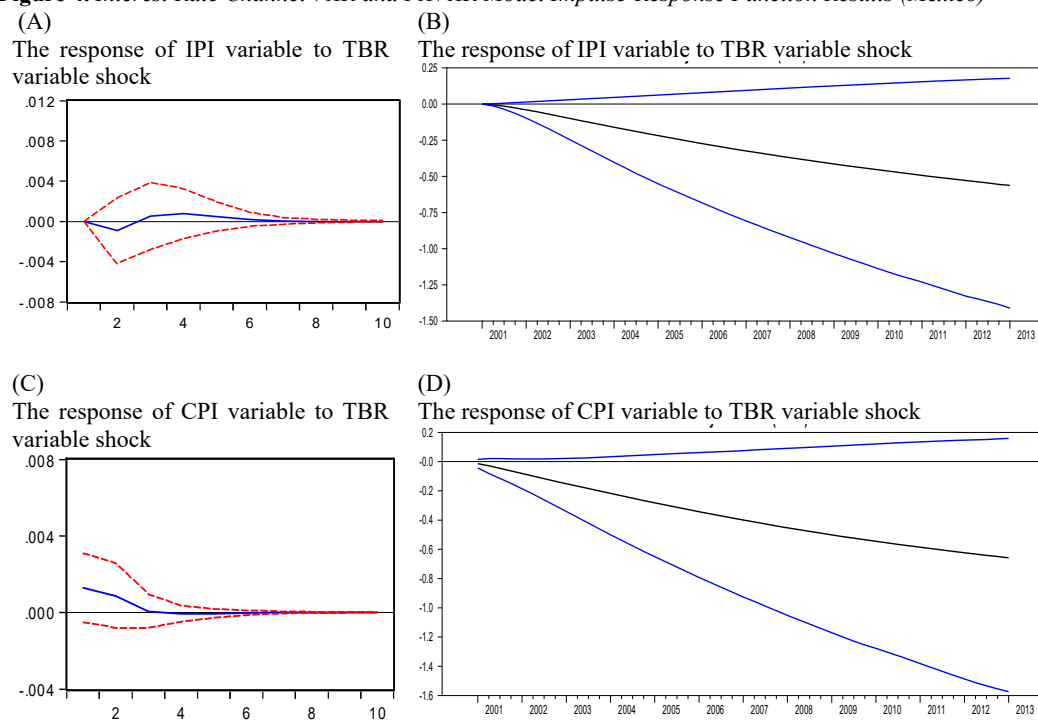 (A)
The response of IPI variable to TBR
variable shock
.012
.008
.004
.000
-.004
-.008
2 4 6 8 10
(B)
The response of IPI variable to TBR variable shock
0.25
0.00
-0.25
-0.50
-0.75
-1.00
-1.25
-1.50
2001 2002 2003 2004 2005 2006 2007 2008 2009 2010 2011 2012 2013
(C)
The response of CPI variable to TBR
variable shock
.008
.004
.000
-.004
2 4 6 8 10
(D)
The response of CPI variable to TBR variable shock
0.2
-0.0
-0.2
-0.4
-0.6
-0.8
-1.0
-1.2
-1.4
-1.6
2001 2002 2003 2004 2005 2006 2007 2008 2009 2010 2011 2012 2013